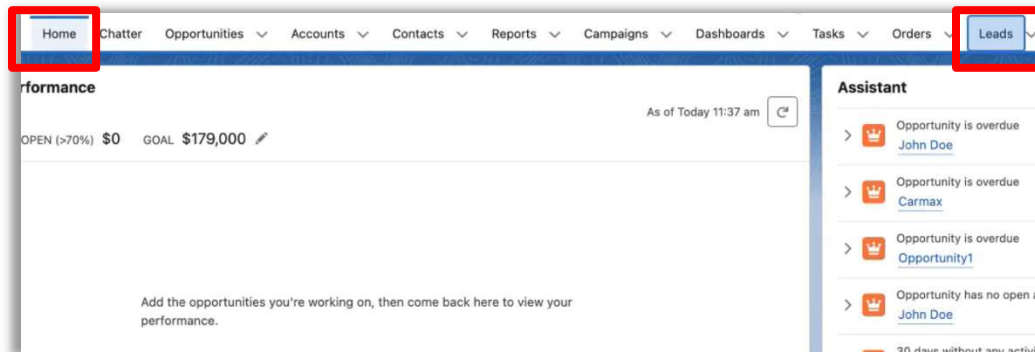 Home Chatter Opportunities Accounts Contacts Reports Campaigns Dashboards Tasks Orders Leads
rformance
As of Today 11:37 am
OPEN (>70%) $0 GOAL $179,000
Add the opportunities you're working on, then come back here to view your
performance.
Assistant
Opportunity is overdue
John Doe
Opportunity is overdue
Carmax
Opportunity is overdue
Opportunity1
Opportunity has no open a
John Doe
30 days without any activi